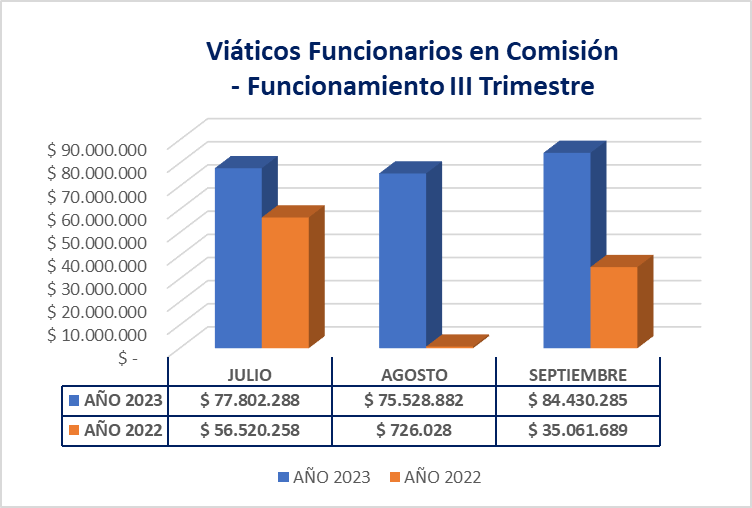 Viáticos Funcionarios en Comisión
- Funcionamiento III Trimestre
$ 90.000.000
$ 80.000.000
$ 70.000.000
$ 60.000.000
$ 50.000.000
$ 40.000.000
$ 30.000.000
$ 20.000.000
$ 10.000.000
$ -
JULIO AGOSTO SEPTIEMBRE
AÑO 2023 $ 77.802.288 $ 75.528.882 $ 84.430.285
AÑO 2022 $ 56.520.258 $ 726.028 $ 35.061.689
AÑO 2023 AÑO 2022